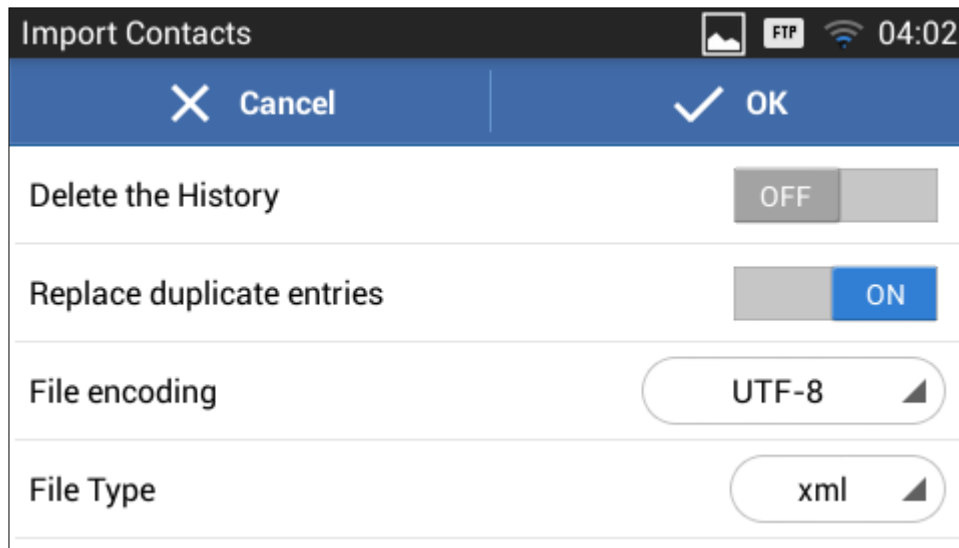 Import Contacts FTP 04:02
Cancel OK
Delete the History OFF
Replace duplicate entries ON
File encoding UTF-8
File Type xml